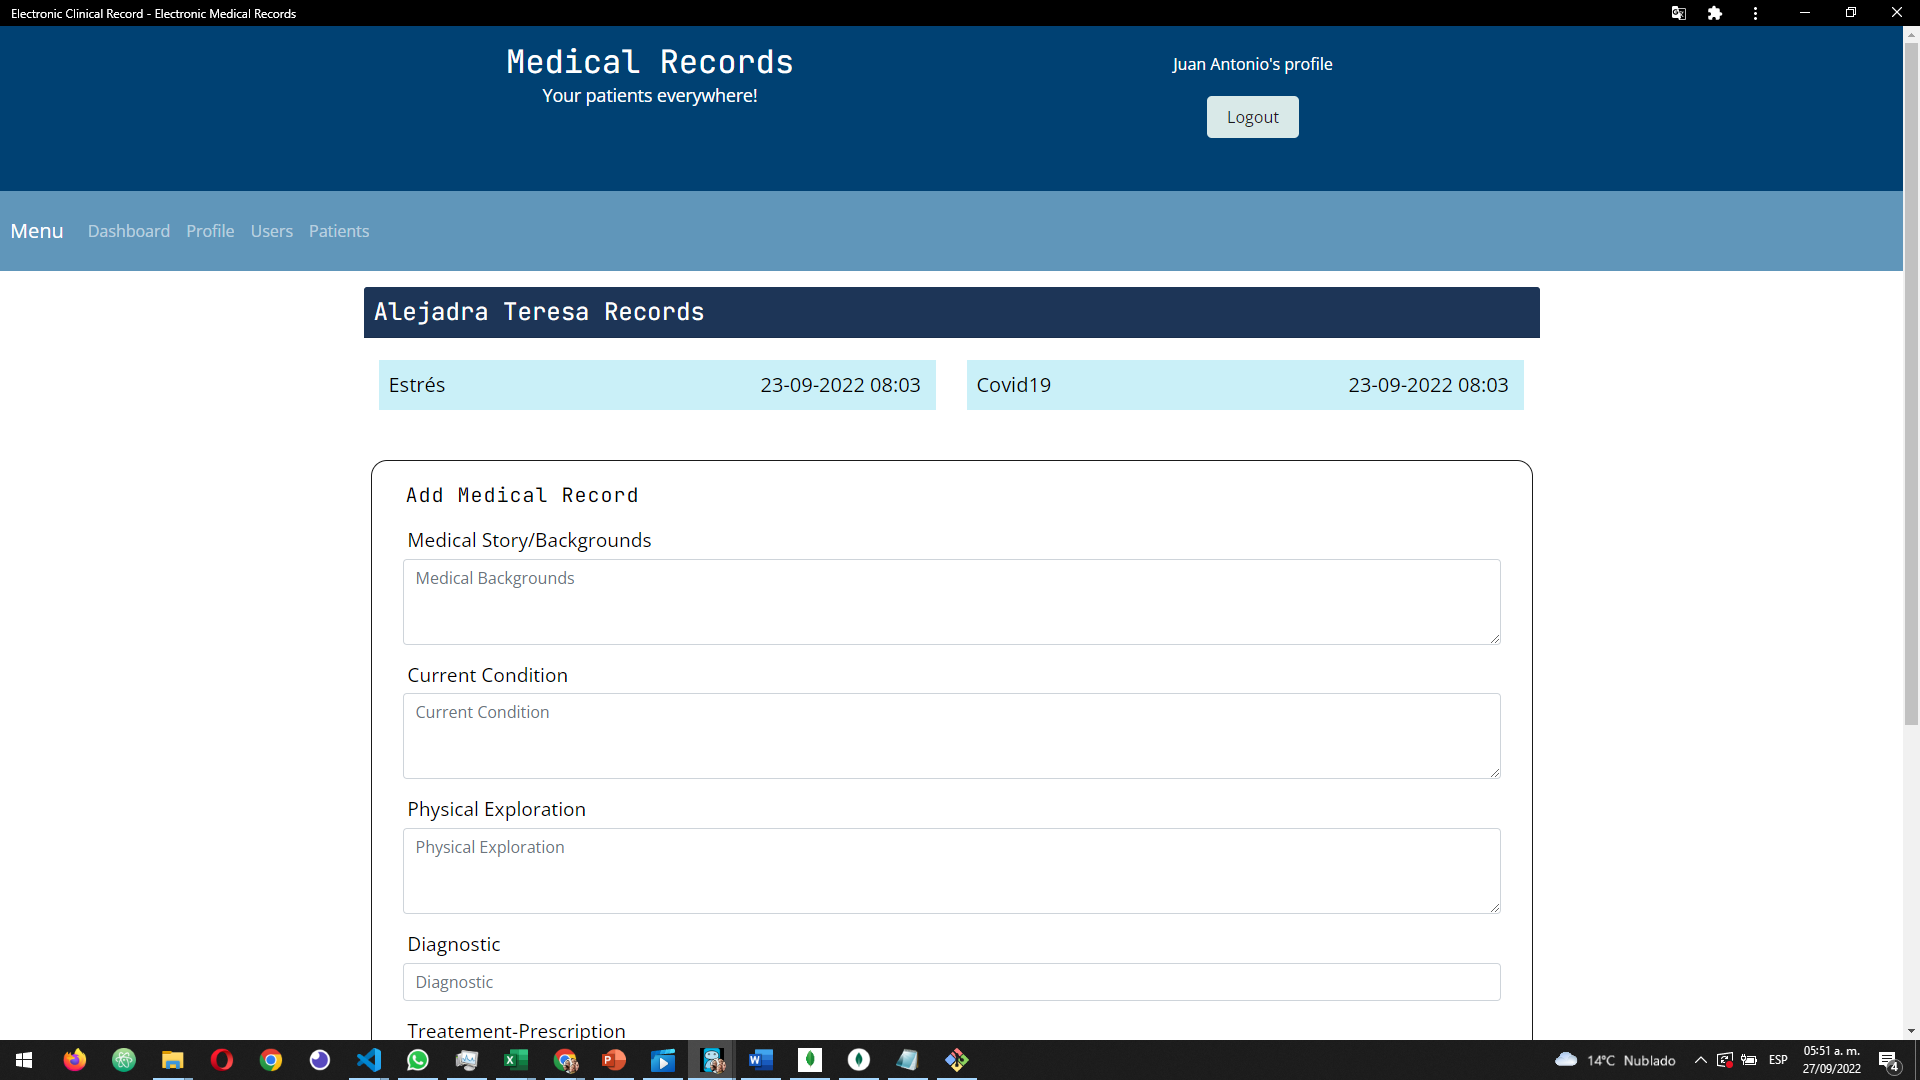 Electronic Clinical Record - Electronic Medical Records
Medical Records
Your patients everywhere!
Juan Antonio's profile
Logout
Menu Dashboard Profile Users Patients
Alejadra Teresa Records
Estrés 23-09-2022 08:03
Covid19 23-09-2022 08:03
Add Medical Record
Medical Story/Backgrounds
Medical Backgrounds
Current Condition
Current Condition
Physical Exploration
Physical Exploration
Diagnostic
Diagnostic
Treatement-Prescription
14°C Nublado
ESP
05:51 a. m.
27/09/2022
4